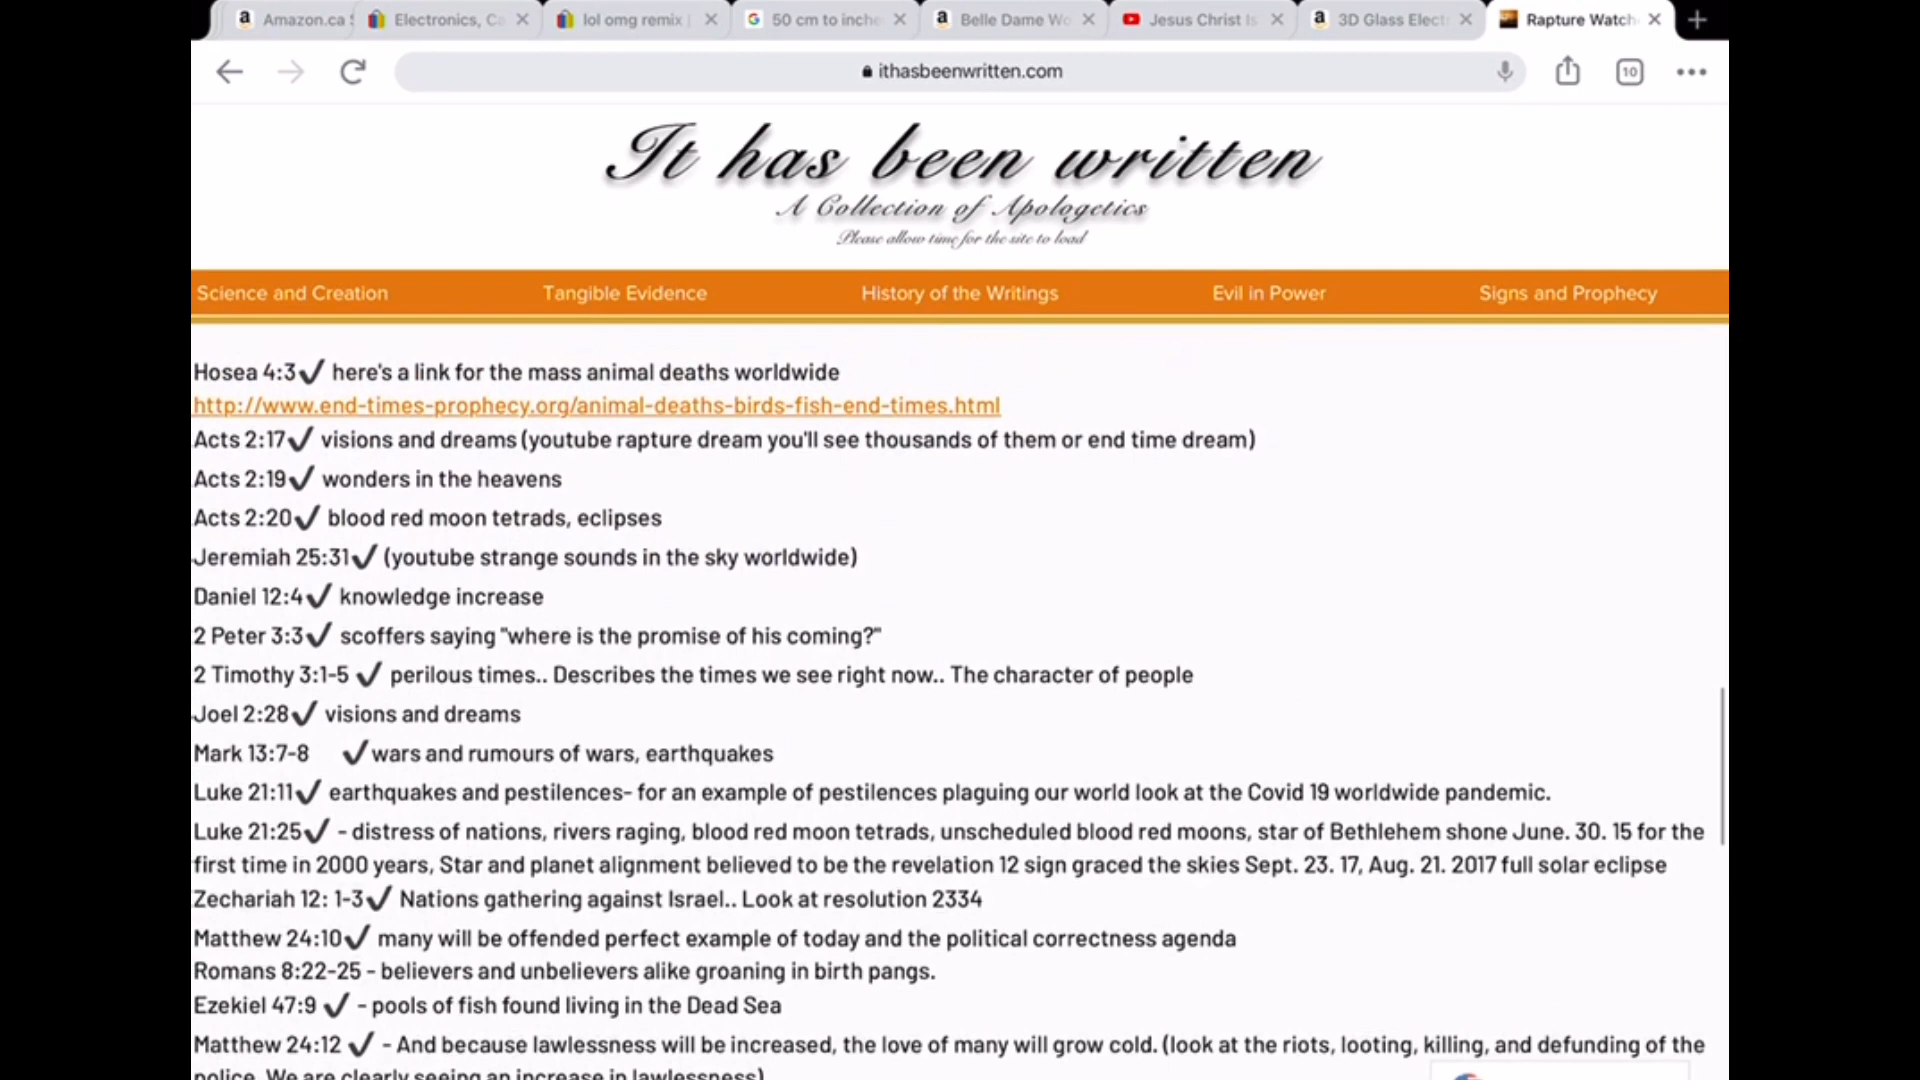 Amazon.ca
Electronics, Ca
lol omg remix
50 cm to inche
Belle Dame Wo
Jesus Christ Is
3D Glass Elect
Rapture Watch
ithasbeenwritten.com
10
It has been written
A Collection of Apologetics
Please allow time for the site to load
Science and Creation
Tangible Evidence
History of the Writings
Evil in Power
Signs and Prophecy
Hosea 4:3✔ here's a link for the mass animal deaths worldwide
http://www.end-times-prophecy.org/animal-deaths-birds-fish-end-times.html
Acts 2:17✔ visions and dreams (youtube rapture dream you'll see thousands of them or end time dream)
Acts 2:19✔ wonders in the heavens
Acts 2:20✔ blood red moon tetrads, eclipses
Jeremiah 25:31✔ (youtube strange sounds in the sky worldwide)
Daniel 12:4✔ knowledge increase
2 Peter 3:3✔ scoffers saying "where is the promise of his coming?"
2 Timothy 3:1-5 ✔ perilous times.. Describes the times we see right now.. The character of people
Joel 2:28✔ visions and dreams
Mark 13:7-8 ✔ wars and rumours of wars, earthquakes
Luke 21:11✔ earthquakes and pestilences- for an example of pestilences plaguing our world look at the Covid 19 worldwide pandemic.
Luke 21:25✔ - distress of nations, rivers raging, blood red moon tetrads, unscheduled blood red moons, star of Bethlehem shone June. 30. 15 for the
first time in 2000 years, Star and planet alignment believed to be the revelation 12 sign graced the skies Sept. 23. 17, Aug. 21. 2017 full solar eclipse
Zechariah 12: 1-3✔ Nations gathering against Israel.. Look at resolution 2334
Matthew 24:10✔ many will be offended perfect example of today and the political correctness agenda
Romans 8:22-25 - believers and unbelievers alike groaning in birth pangs.
Ezekiel 47:9 ✔ - pools of fish found living in the Dead Sea
Matthew 24:12 ✔ - And because lawlessness will be increased, the love of many will grow cold. (look at the riots, looting, killing, and defunding of the
police. We are clearly seeing an increase in lawlessness)